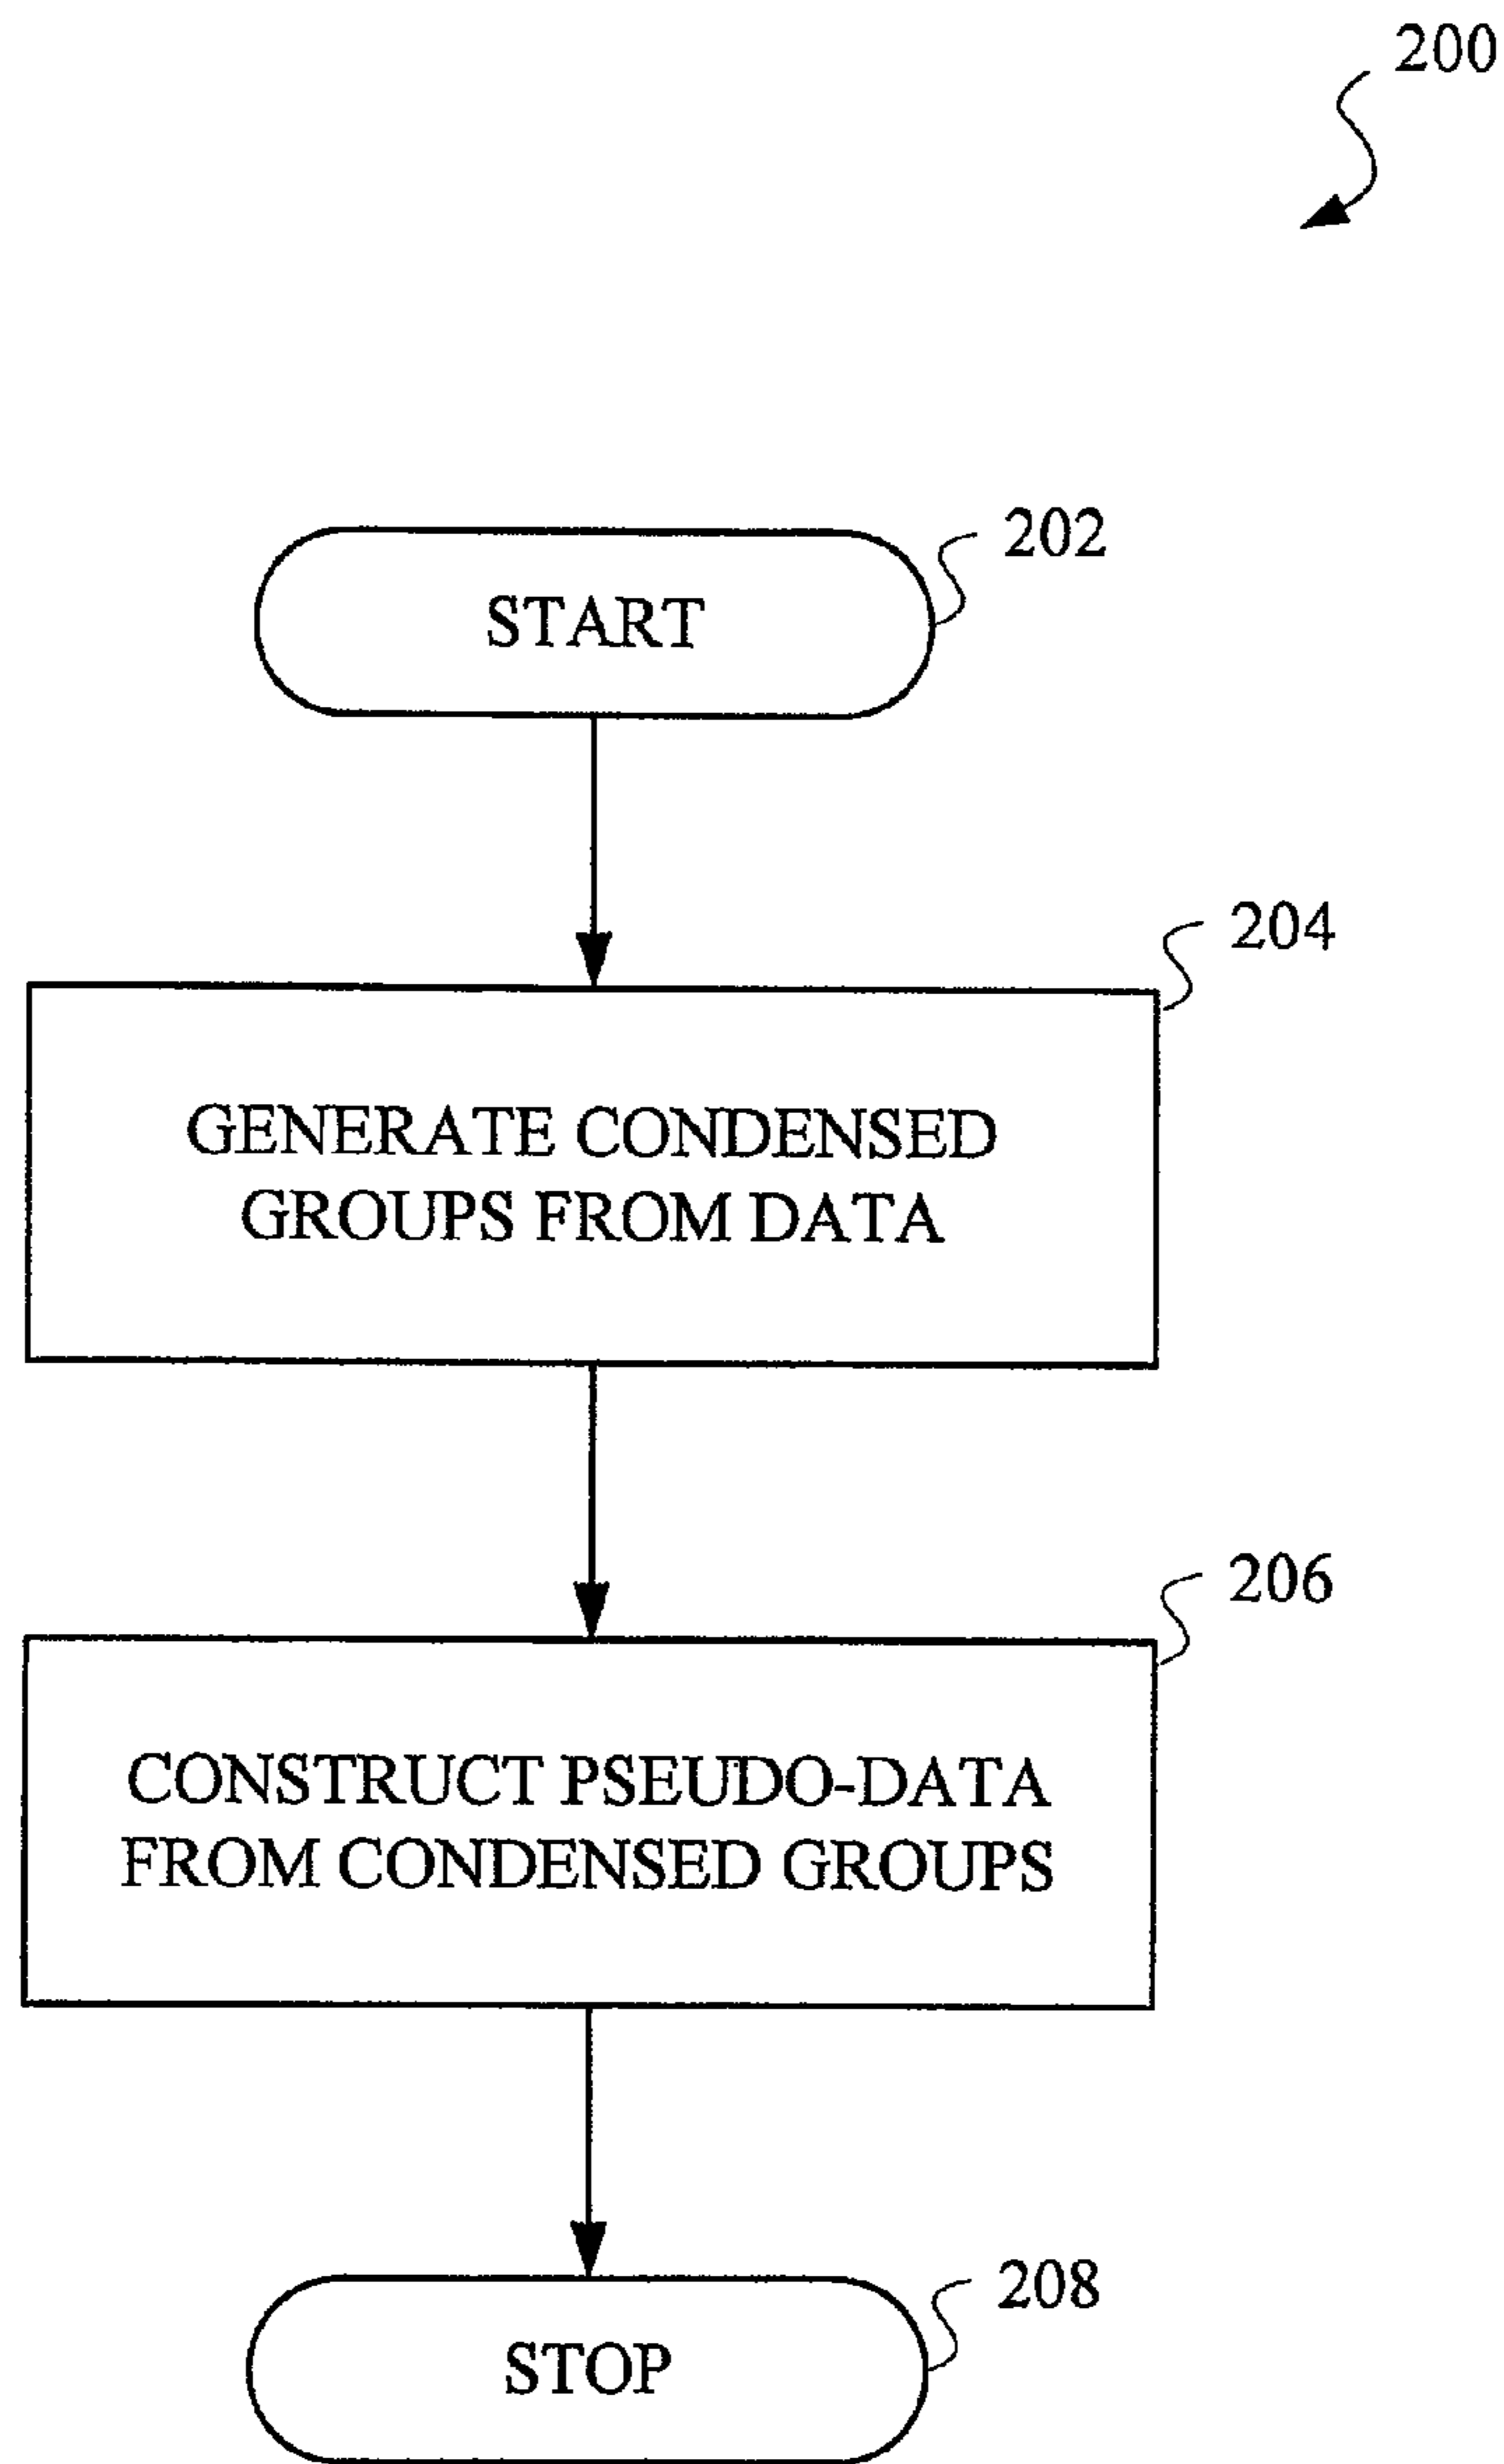 200
202
START
204
GENERATE CONDENSED
GROUPS FROM DATA
206
CONSTRUCT PSEUDO-DATA
FROM CONDENSED GROUPS
208
STOP